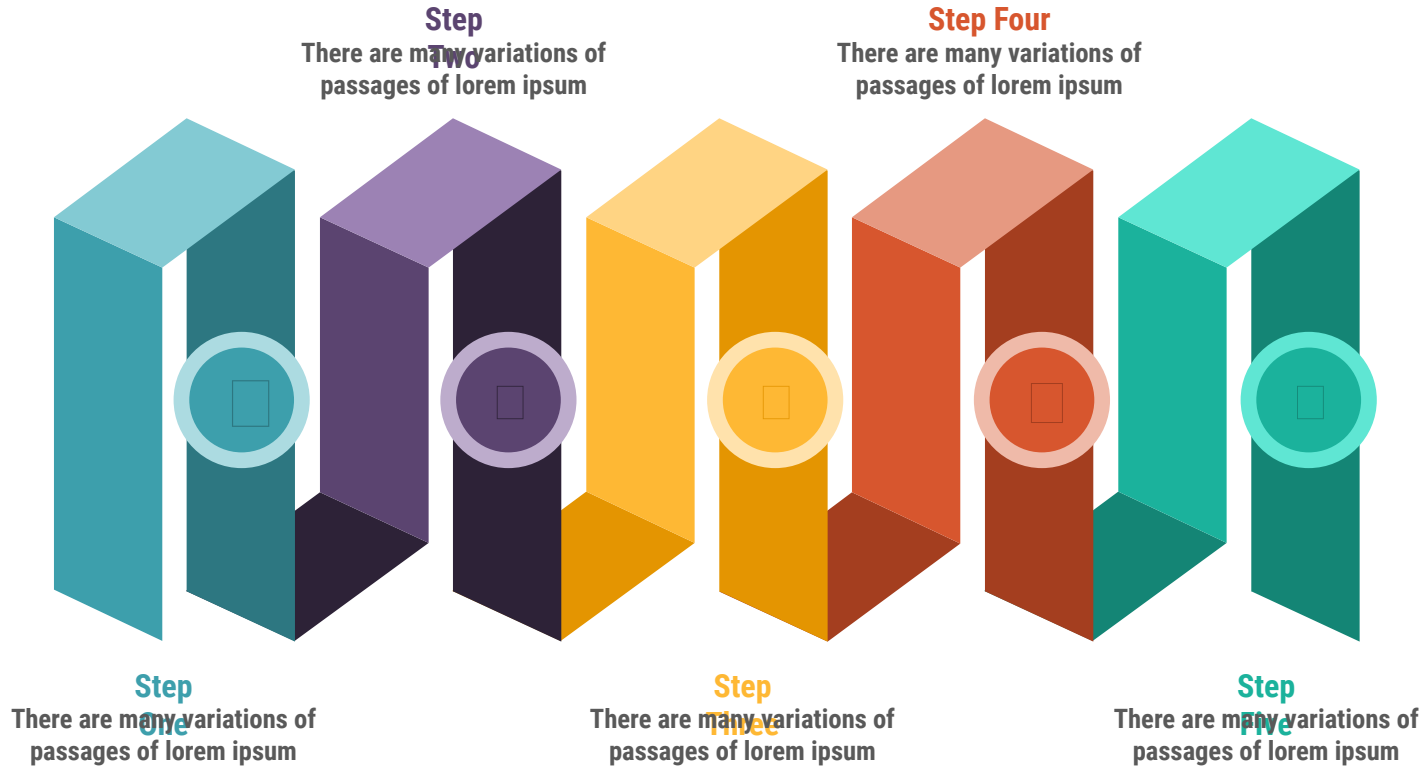 Step
Two
There are many variations of
passages of lorem ipsum
Step Four
There are many variations of
passages of lorem ipsum
Step
One
There are many variations of
passages of lorem ipsum
Step
Three
There are many variations of
passages of lorem ipsum
Step
Five
There are many variations of
passages of lorem ipsum